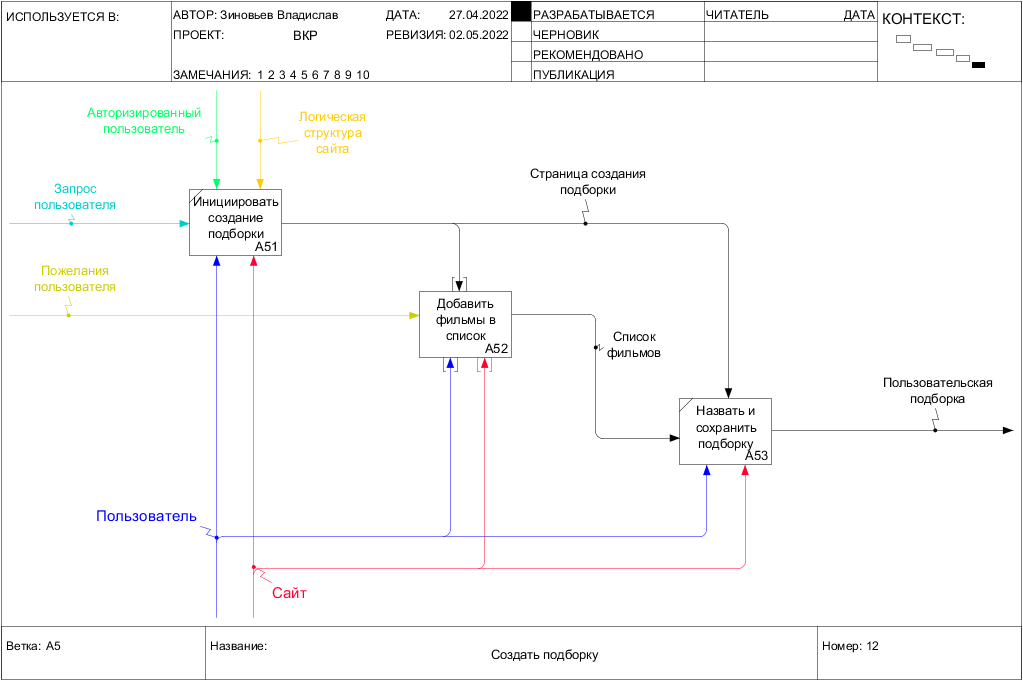 ИСПОЛЬЗУЕТСЯ В:
АВТОР: Зиновьев Владислав
ДАТА: 27.04.2022
ПРОЕКТ: ВКР
РЕВИЗИЯ: 02.05.2022
ЗАМЕЧАНИЯ: 1 2 3 4 5 6 7 8 9 10
РАЗРАБАТЫВАЕТСЯ
ЧЕРНОВИК
РЕКОМЕНДОВАНО
ПУБЛИКАЦИЯ
ЧИТАТЕЛЬ
ДАТА
КОНТЕКСТ:
Авторизированный
пользователь
Логическая
структура
сайта
Запрос
пользователя
Инициировать
создание
подборки
A51
Страница создания
подборки
Пожелания
пользователя
Добавить
фильмы в
список
A52
Список
фильмов
Назвать и
сохранить
подборку
A53
Пользовательская
подборка
Пользователь
Сайт
Ветка: A5
Название:
Создать подборку
Номер: 12